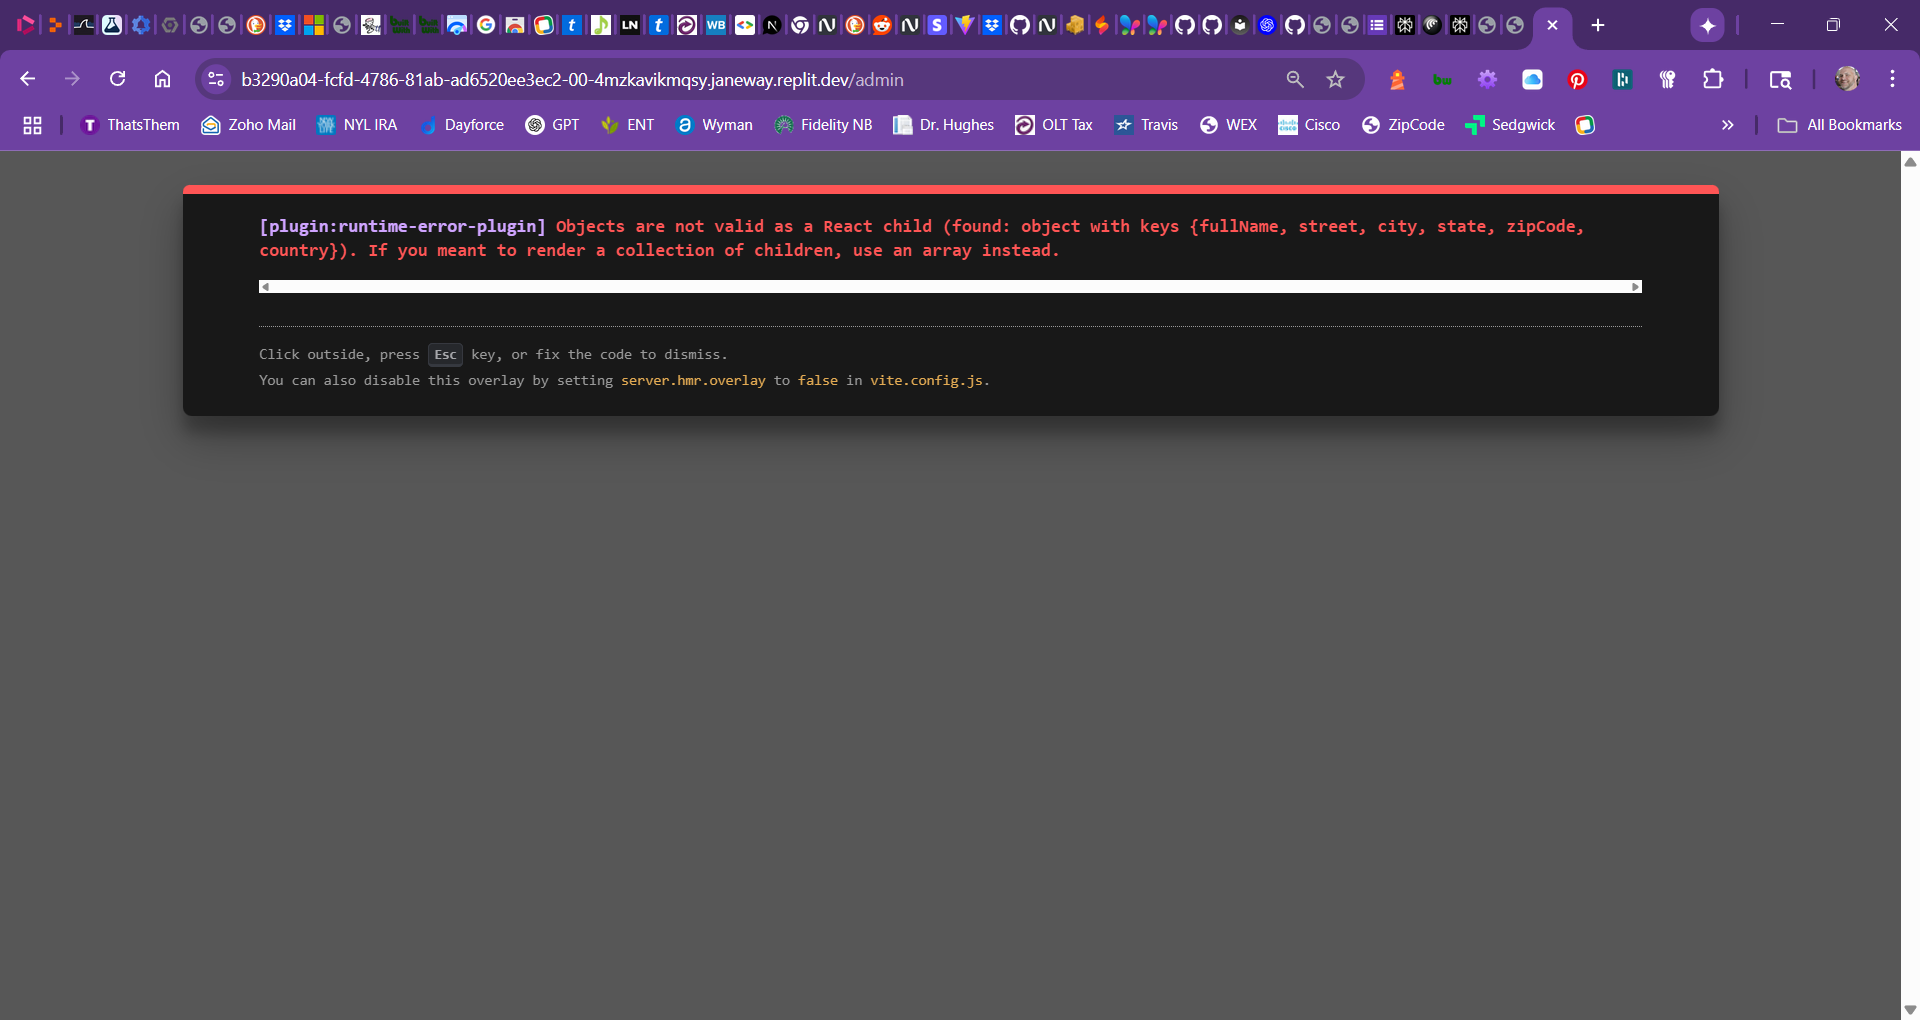 LN
WB
b3290a04-fcfd-4786-81ab-ad6520ee3ec2-00-4mzkavikmqsy.janeway.replit.dev/admin
ThatsThem
Zoho Mail
NYL IRA
Dayforce
GPT
ENT
Wyman
Fidelity NB
Dr. Hughes
OLT Tax
Travis
WEX
Cisco
ZipCode
Sedgwick
All Bookmarks
[plugin:runtime-error-plugin] Objects are not valid as a React child (found: object with keys {fullName, street, city, state, zipCode,
country}). If you meant to render a collection of children, use an array instead.
Click outside, press Esc key, or fix the code to dismiss.
You can also disable this overlay by setting server.hmr.overlay to false in vite.config.js.